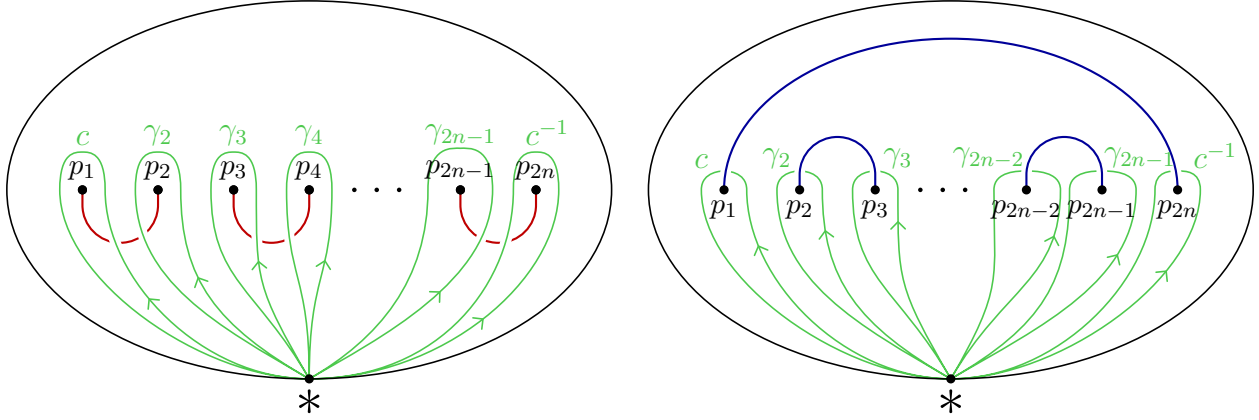 c γ₂ γ₃ γ₄ γ₂ₙ₋₁ c⁻¹
p₁ p₂ p₃ p₄ · · · p₂ₙ₋₁ p₂ₙ
*
c γ₂ γ₃ γ₂ₙ₋₂ γ₂ₙ₋₁ c⁻¹
· · ·
p₁ p₂ p₃ p₂ₙ₋₂ p₂ₙ₋₁ p₂ₙ
*